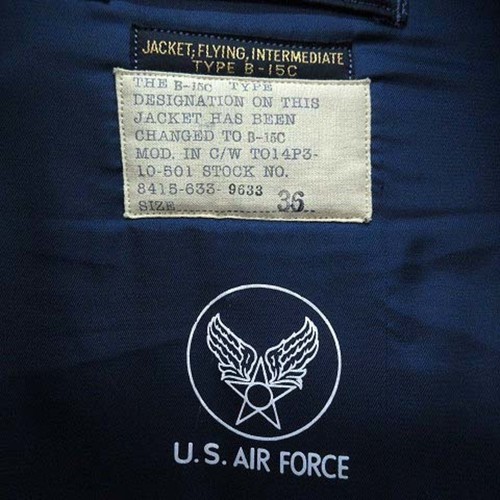 JACKET, FLYING, INTERMEDIATE
TYPE B-15C
THE B-15C TYPE
DESIGNATION ON THIS
JACKET HAS BEEN
CHANGED TO B-15C
MOD. IN C/W TO14P3-
10-501 STOCK NO.
8415-633- 9633
SIZE 36
U.S. AIR FORCE